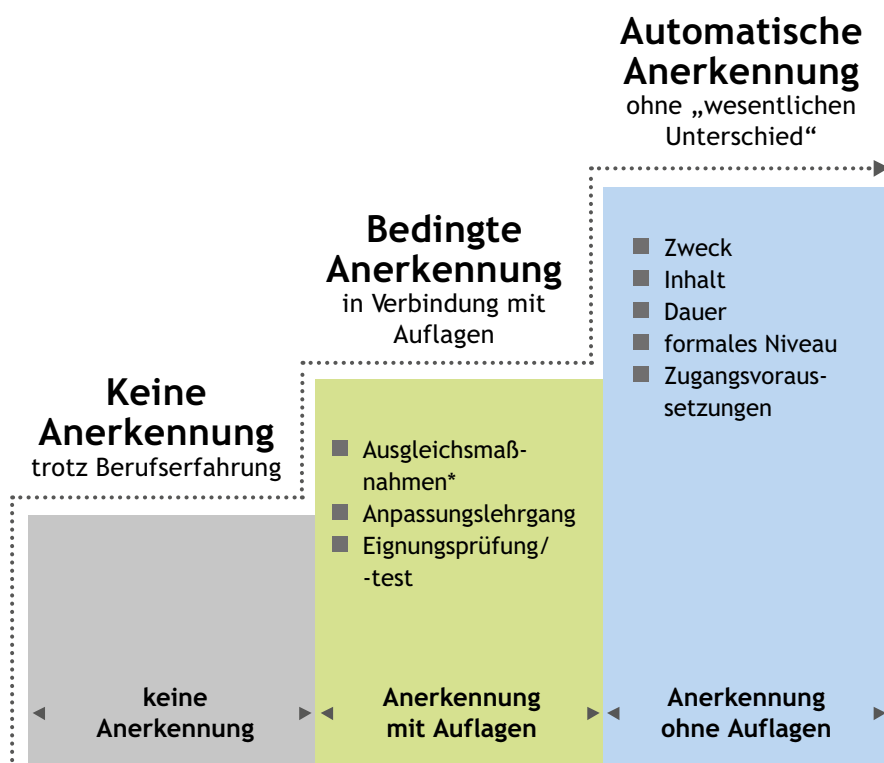 Automatische
Anerkennung
ohne „wesentlichen
Unterschied“
Bedingte
Anerkennung
in Verbindung mit
Auflagen
Keine
Anerkennung
trotz Berufserfahrung
■ Zweck
■ Inhalt
■ Dauer
■ formales Niveau
■ Zugangsvoraus-
setzungen
■ Ausgleichsmaß-
nahmen*
■ Anpassungslehrgang
■ Eignungsprüfung/
-test
keine
Anerkennung
Anerkennung
mit Auflagen
Anerkennung
ohne Auflagen